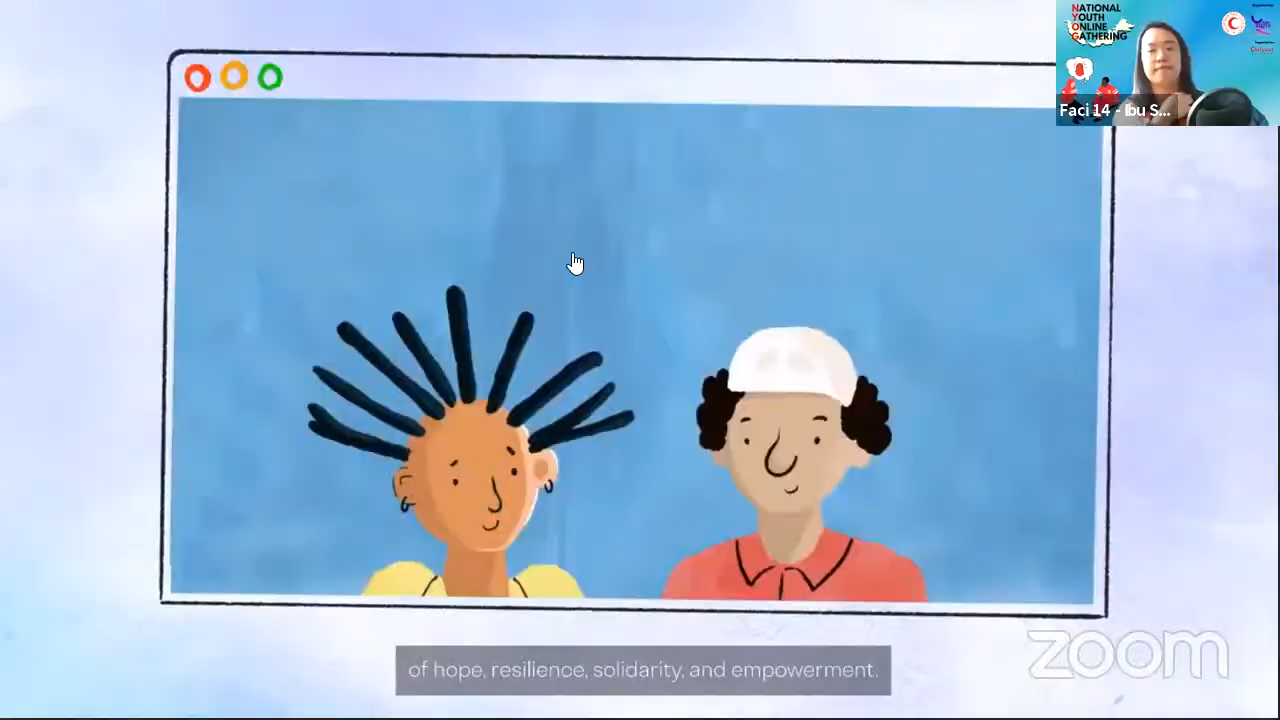 NATIONAL
YOUTH
ONLINE
GATHERING
Faci 14 - Ibu S...
of hope, resilience, solidarity, and empowerment.
zoom